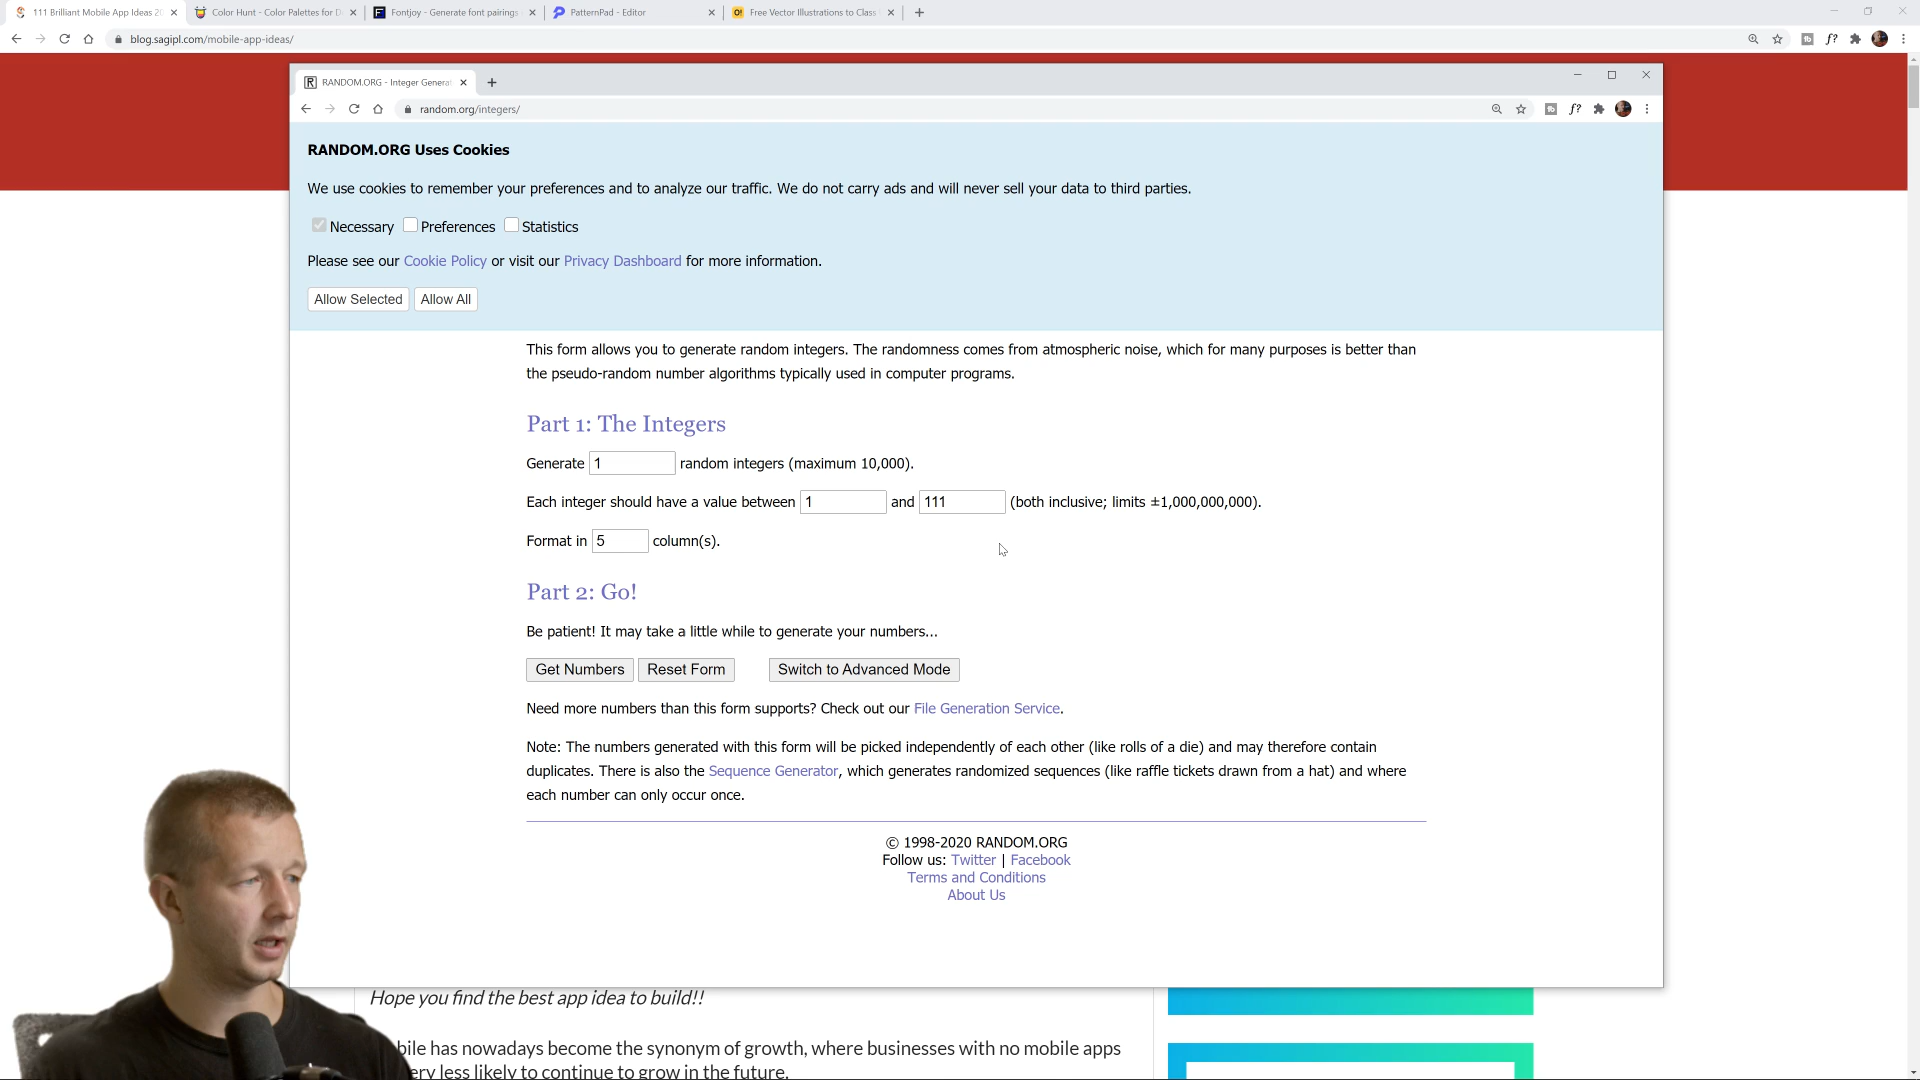 111 Brilliant Mobile App Ideas 20
Color Hunt - Color Palettes for D
Fontjoy - Generate font pairings
PatternPad - Editor
Free Vector Illustrations to Class
blog.sagipl.com/mobile-app-ideas/
RANDOM.ORG - Integer Genera
random.org/integers/
RANDOM.ORG Uses Cookies
We use cookies to remember your preferences and to analyze our traffic. We do not carry ads and will never sell your data to third parties.
Necessary Preferences Statistics
Please see our Cookie Policy or visit our Privacy Dashboard for more information.
Allow Selected Allow All
This form allows you to generate random integers. The randomness comes from atmospheric noise, which for many purposes is better than
the pseudo-random number algorithms typically used in computer programs.
Part 1: The Integers
Generate 1 random integers (maximum 10,000).
Each integer should have a value between 1 and 111 (both inclusive; limits ±1,000,000,000).
Format in 5 column(s).
Part 2: Go!
Be patient! It may take a little while to generate your numbers...
Get Numbers Reset Form Switch to Advanced Mode
Need more numbers than this form supports? Check out our File Generation Service.
Note: The numbers generated with this form will be picked independently of each other (like rolls of a die) and may therefore contain
duplicates. There is also the Sequence Generator, which generates randomized sequences (like raffle tickets drawn from a hat) and where
each number can only occur once.
© 1998-2020 RANDOM.ORG
Follow us: Twitter | Facebook
Terms and Conditions
About Us
Hope you find the best app idea to build!!
bile has nowadays become the synonym of growth, where businesses with no mobile apps
ery less likely to continue to grow in the future.